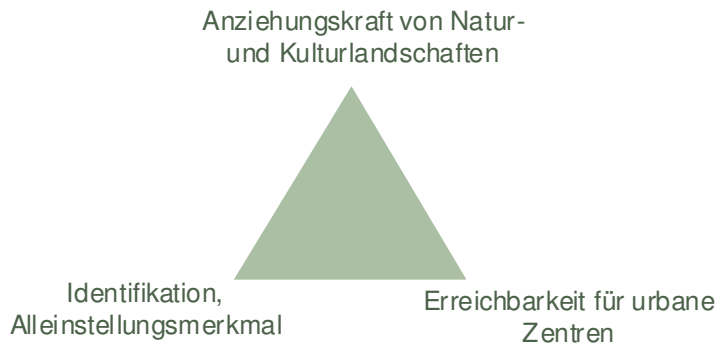 Anziehungskraft von Natur-
und Kulturlandschaften
Identifikation,
Alleinstellungsmerkmal
Erreichbarkeit für urbane
Zentren